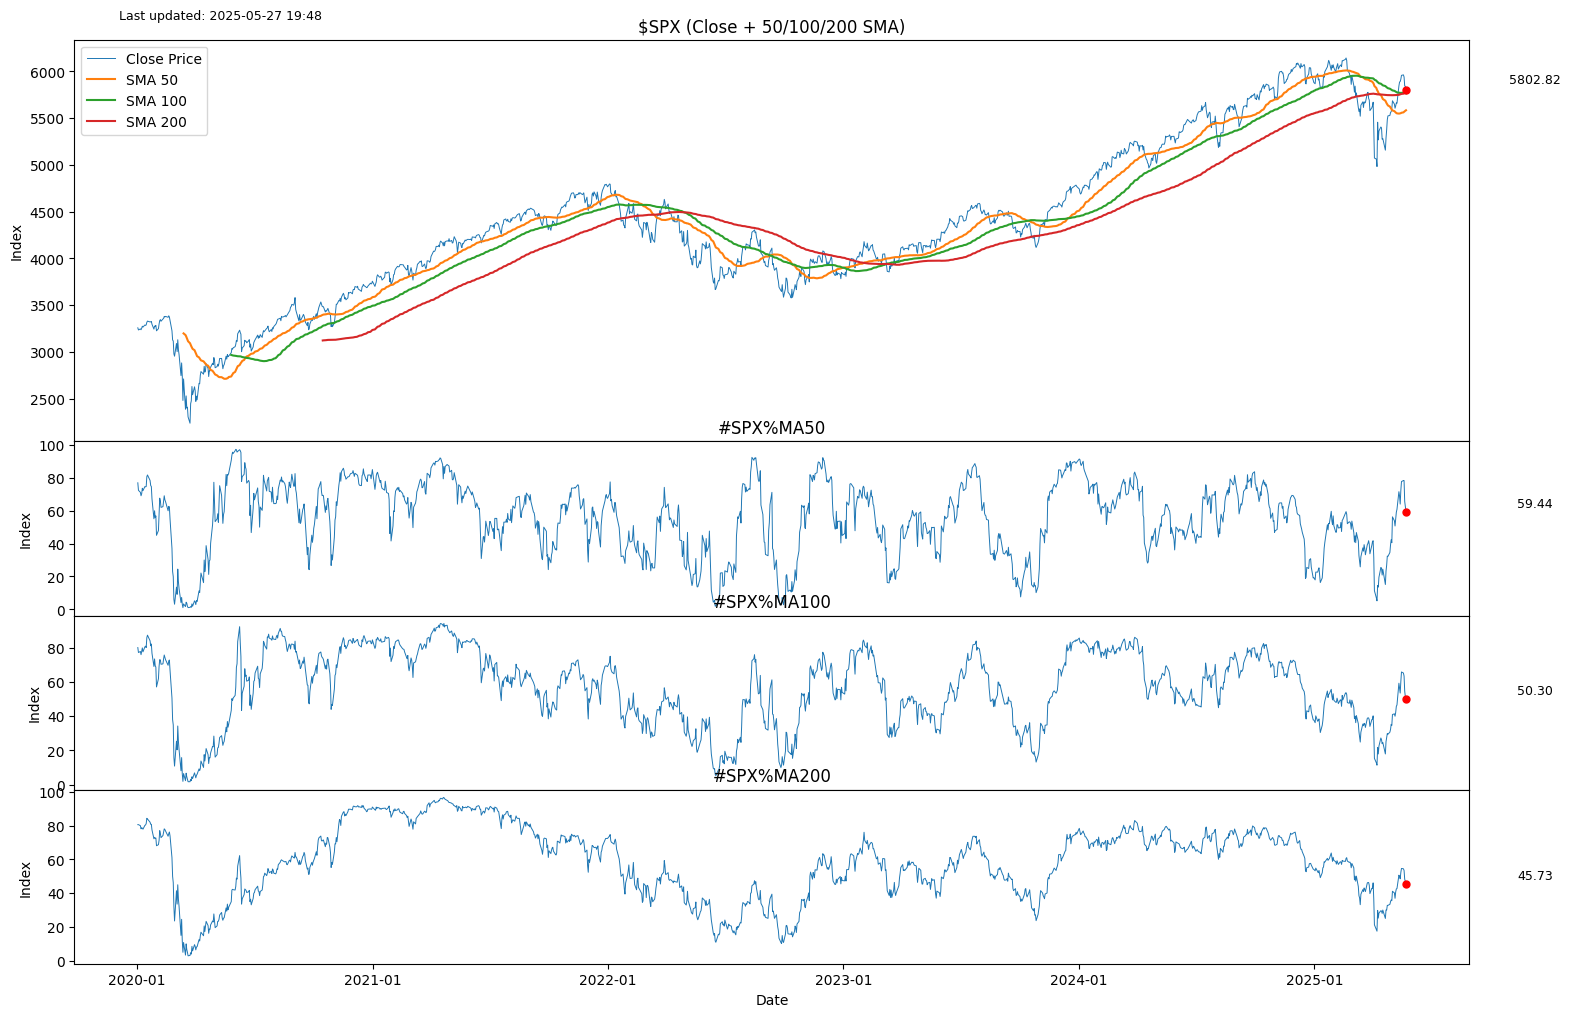 Last updated: 2025-05-27 19:48
$SPX (Close + 50/100/200 SMA)
Close Price
SMA 50
SMA 100
SMA 200
6000
5500
5000
4500
4000
3500
3000
2500
Index
5802.82
#SPX%MA50
100
80
60
40
20
0
Index
59.44
#SPX%MA100
80
60
40
20
0
Index
50.30
#SPX%MA200
100
80
60
40
20
0
Index
45.73
2020-01 2021-01 2022-01 2023-01 2024-01 2025-01
Date